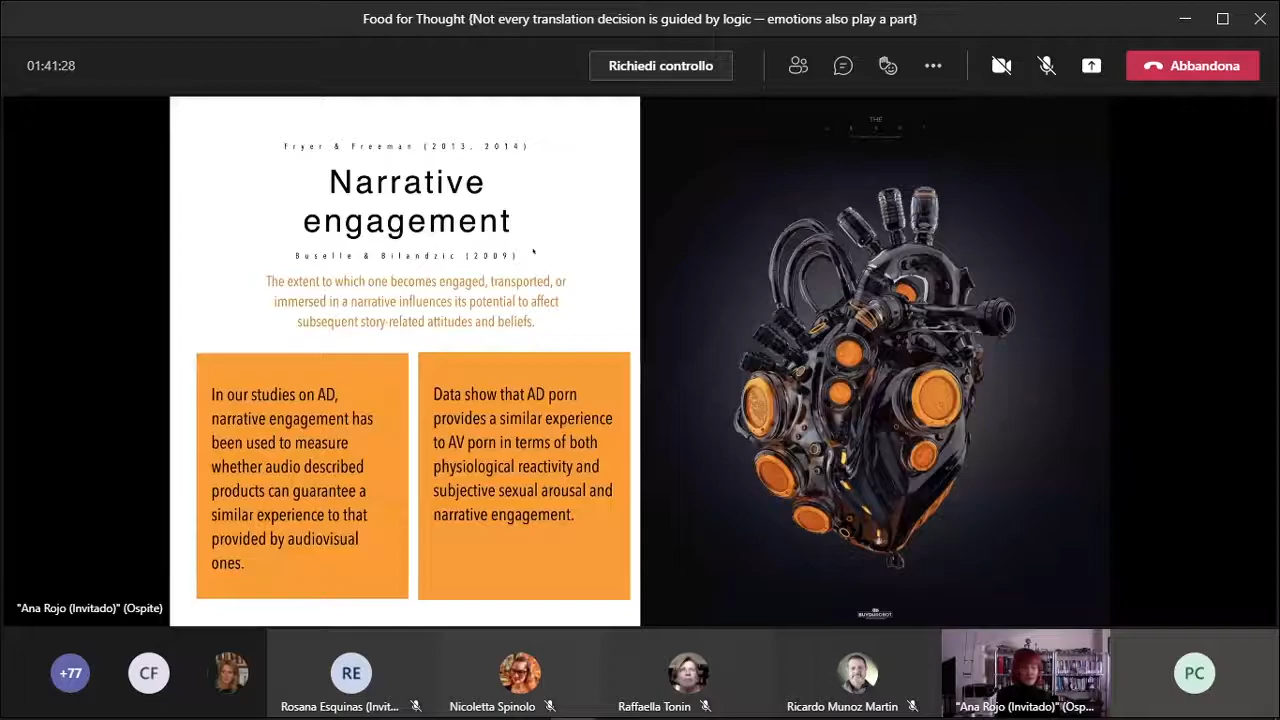 Food for Thought {Not every translation decision is guided by logic — emotions also play a part}
01:41:28
Richiedi controllo
Abbandona
Fryer & Freeman (2013, 2014)
Narrative
engagement
Buselle & Bilandzic (2009)
The extent to which one becomes engaged, transported, or
immersed in a narrative influences its potential to affect
subsequent story-related attitudes and beliefs.
In our studies on AD,
narrative engagement has
been used to measure
whether audio described
products can guarantee a
similar experience to that
provided by audiovisual
ones.
Data show that AD porn
provides a similar experience
to AV porn in terms of both
physiological reactivity and
subjective sexual arousal and
narrative engagement.
THE
"Ana Rojo (Invitado)" (Ospite)
+77
CF
RE
PC
Rosana Esquinas (Invit...
Nicoletta Spinolo
Raffaella Tonin
Ricardo Munoz Martin
"Ana Rojo (Invitado)" (Osp...